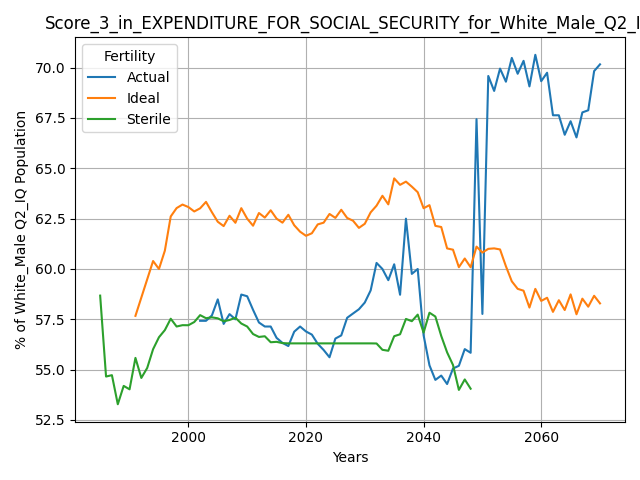 Score_3_in_EXPENDITURE_FOR_SOCIAL_SECURITY_for_White_Male_Q2_I
Fertility
Actual
Ideal
Sterile
% of White_Male Q2_IQ Population
70.0
67.5
65.0
62.5
60.0
57.5
55.0
52.5
2000 2020 2040 2060
Years